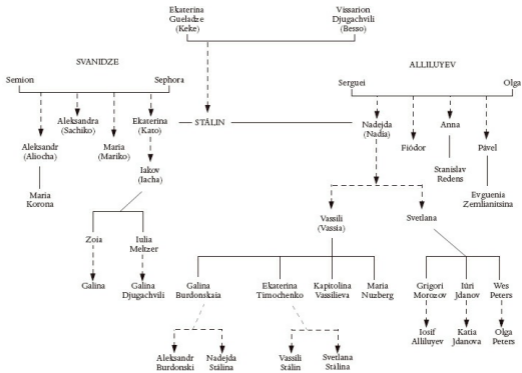 Ekaterina
Gueladze
(Keke)
Vissarion
Djugachvili
(Besso)
SVANIDZE
ALLILUYEV
Semion
Sephora
Serguei
Olga
Aleksandra
(Sachiko)
Ekaterina
(Kato)
STÁLIN
Nadejda
(Nadia)
Anna
Aleksandr
(Aliocha)
Maria
(Mariko)
Fiódor
Pável
Iakov
(Iacha)
Stanislav
Redens
Maria
Korona
Evguenia
Zemlianitsina
Vassili
(Vassia)
Svetlana
Zoia
Iulia
Meltzer
Galina
Galina
Djugachvili
Galina
Burdonskaia
Ekaterina
Timochenko
Kapitolina
Vassilieva
Maria
Nuzberg
Grigori
Morozov
Iúri
Jdanov
Wes
Peters
Iosif
Alliluyev
Katia
Jdanova
Olga
Peters
Aleksandr
Burdonski
Nadejda
Stálina
Vassili
Stálin
Svetlana
Stálina